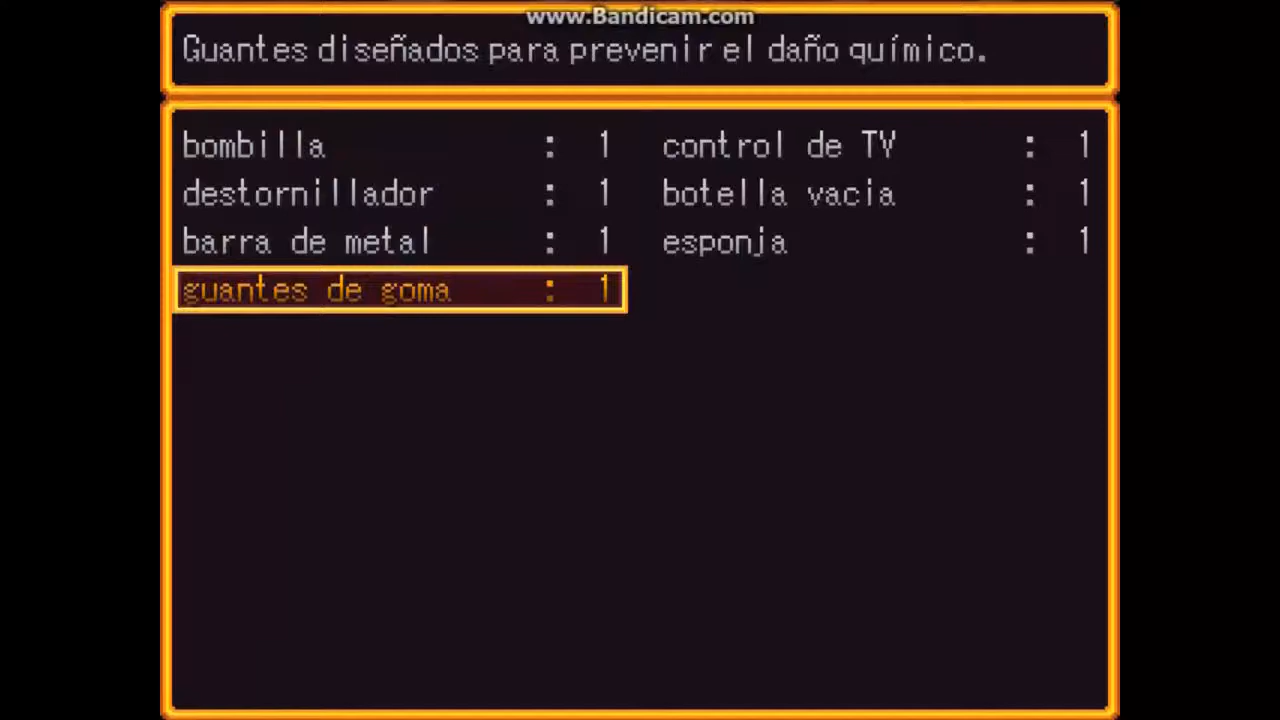 www.Bandicam.com
Guantes diseñados para prevenir el daño químico.
bombilla : 1 control de TV : 1
destornillador : 1 botella vacia : 1
barra de metal : 1 esponja : 1
guantes de goma : 1